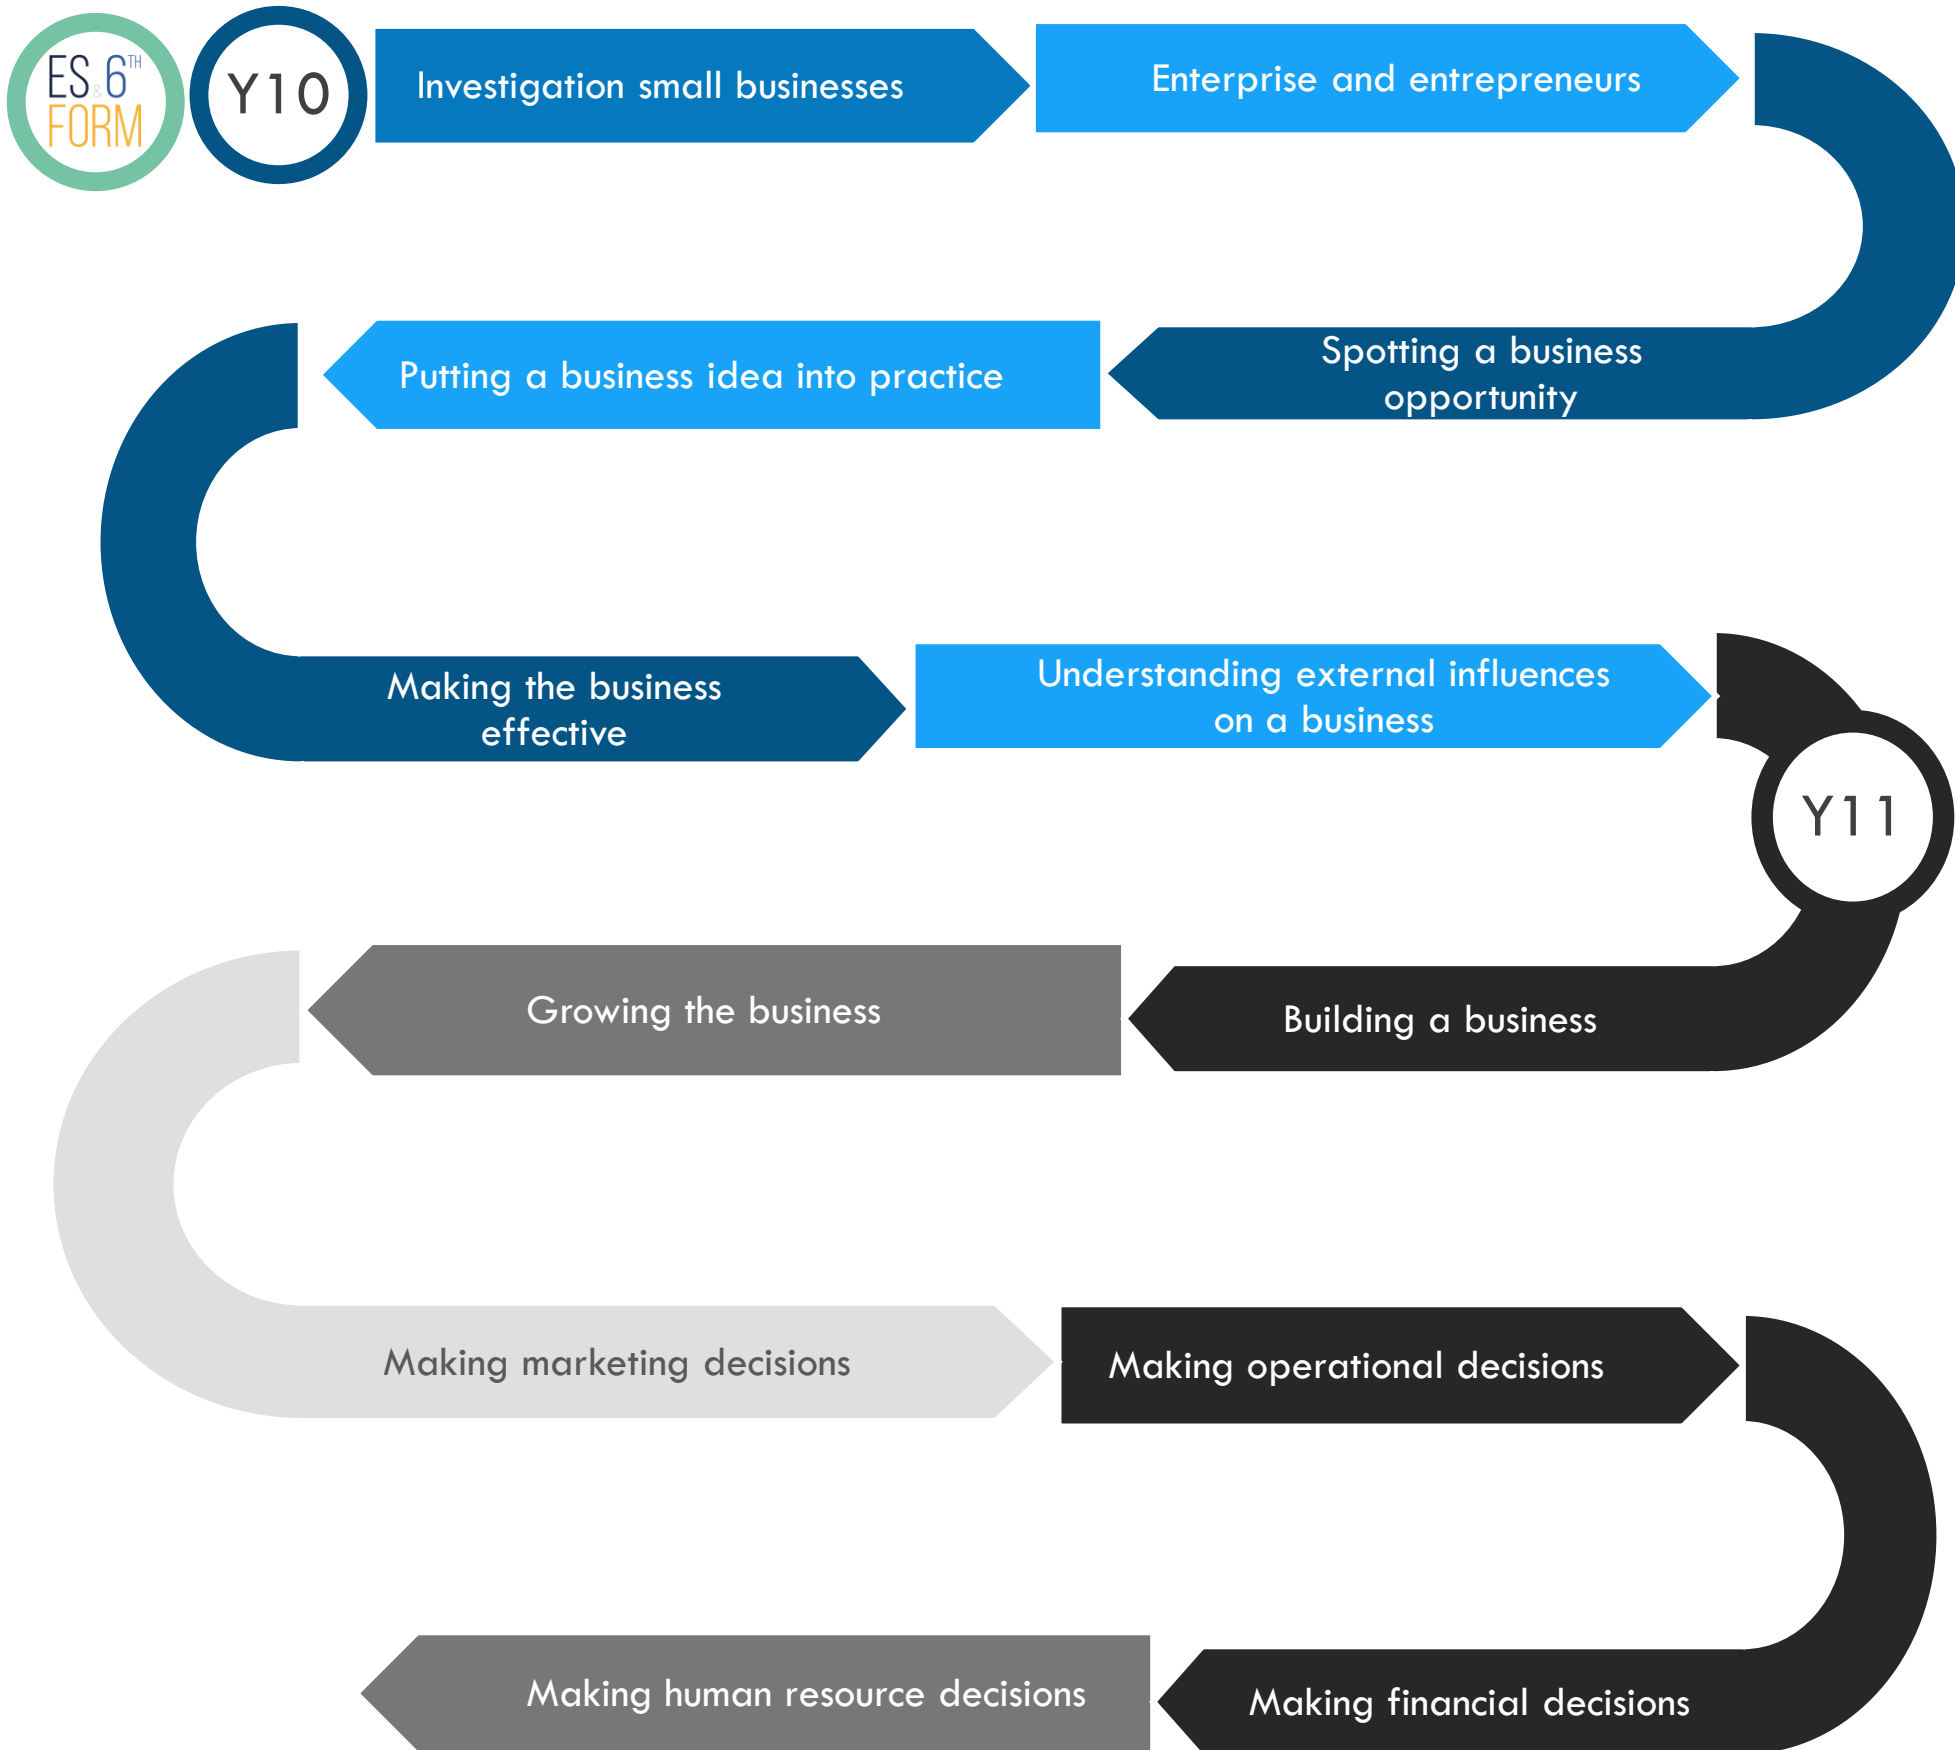 ES & 6TH
FORM
Y10
Investigation small businesses
Enterprise and entrepreneurs
Spotting a business
opportunity
Putting a business idea into practice
Making the business
effective
Understanding external influences
on a business
Y11
Building a business
Growing the business
Making marketing decisions
Making operational decisions
Making financial decisions
Making human resource decisions